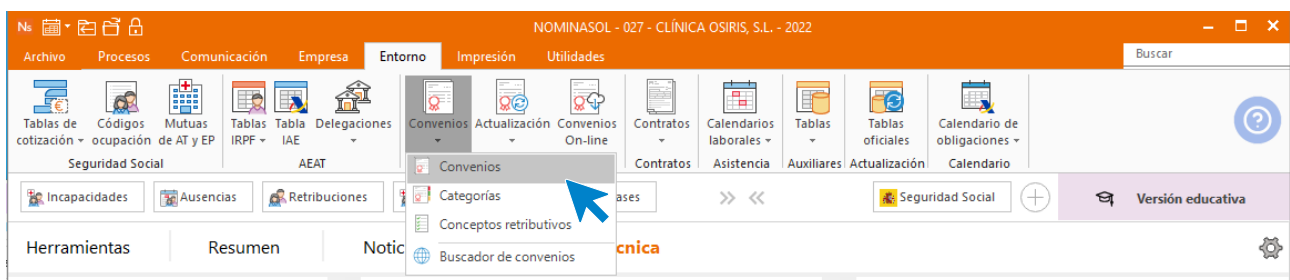 Ns NOMINASOL - 027 - CLÍNICA OSIRIS, S.L. - 2022
Archivo Procesos Comunicación Empresa Entorno Impresión Utilidades Buscar
Tablas de cotización
Códigos ocupación
Mutuas de AT y EP
Tablas IRPF
Tabla IAE
Delegaciones
Convenios
Actualización
Convenios On-line
Contratos
Calendarios laborales
Tablas
Tablas oficiales
Calendario de obligaciones
?
Seguridad Social AEAT Contratos Asistencia Auxiliares Actualización Calendario
Convenios
Categorías
Conceptos retributivos
Buscador de convenios
Incapacidades Ausencias Retribuciones Seguridad Social Versión educativa
Herramientas Resumen